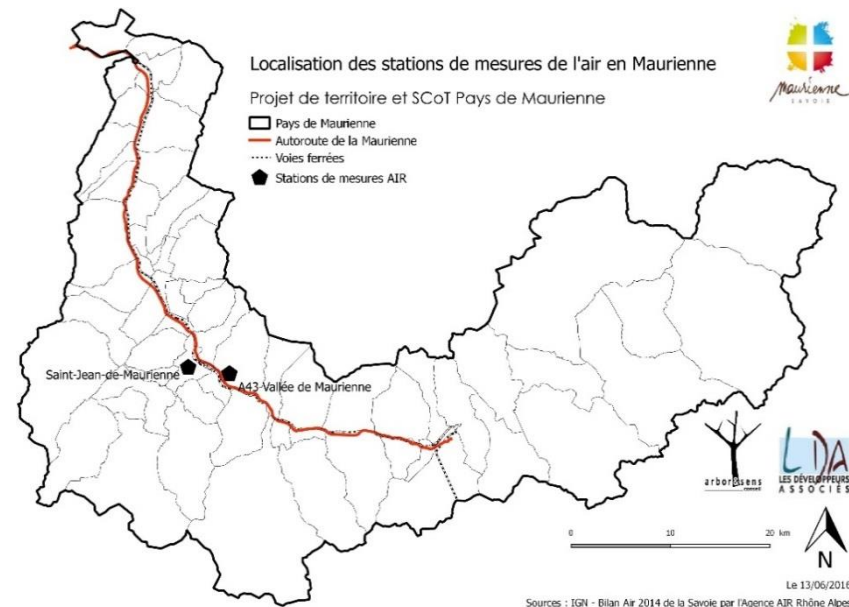 Localisation des stations de mesures de l'air en Maurienne
Projet de territoire et SCoT Pays de Maurienne
Pays de Maurienne
Autoroute de la Maurienne
Voies ferrées
Stations de mesures AIR
Maurienne
SAVOIE
Saint-Jean-de-Maurienne
A43-Vallée de Maurienne
arborésens
LDA
LES DÉVELOPPEURS
ASSOCIÉS
0 10 20 km
N
Le 13/06/2016
Sources : IGN - Bilan Air 2014 de la Savoie par l'Agence AIR Rhône Alpes